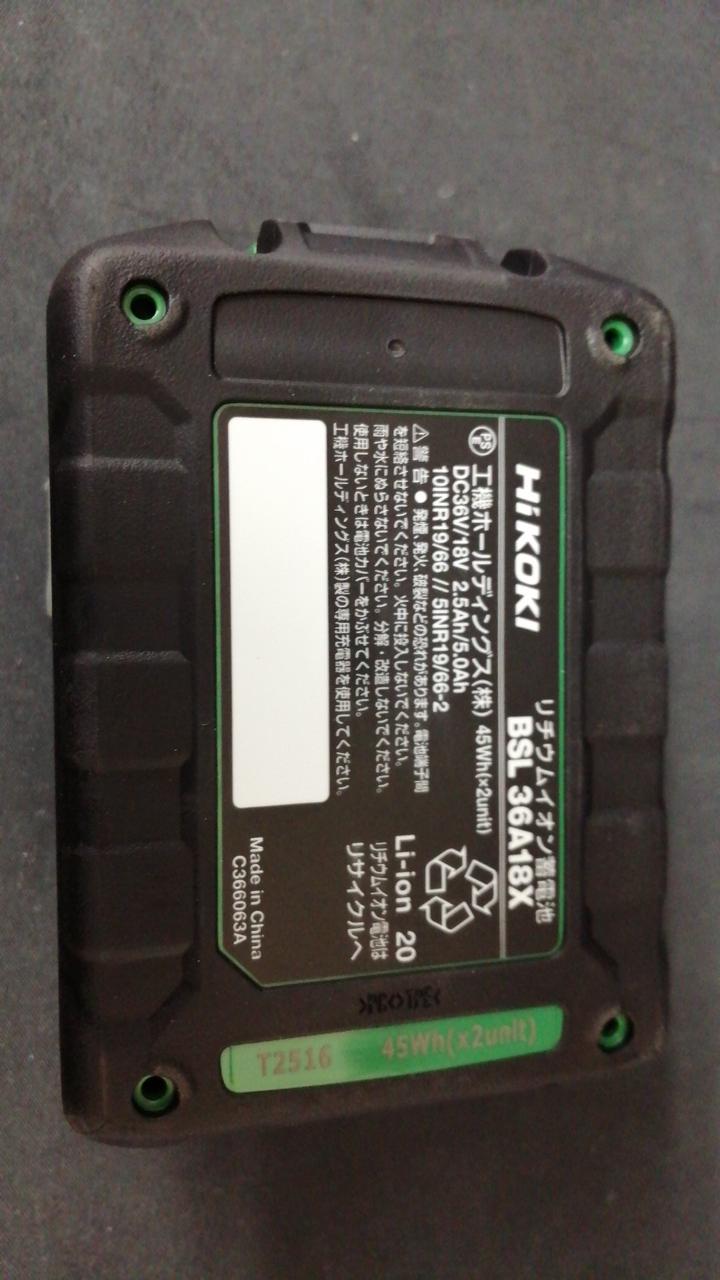 HiKOKI
リチウムイオン蓄電池
BSL 36A18X
PS
E
工機ホールディングス(株) 45Wh(×2unit)
DC36V/18V 2.5Ah/5.0Ah
10INR19/66 // 5INR19/66-2
⚠警告 ● 発煙、発火、破裂などの恐れがあります。電池端子間
を短絡させないでください。火中に投入しないでください。
雨や水にぬらさないでください。分解・改造しないでください。
使用しないときは電池カバーをかぶせてください。
工機ホールディングス(株)製の専用充電器を使用してください。
Li-ion 20
リチウムイオン電池は
リサイクルへ
Made in China
C366063A
T2516 45Wh(x2unit)